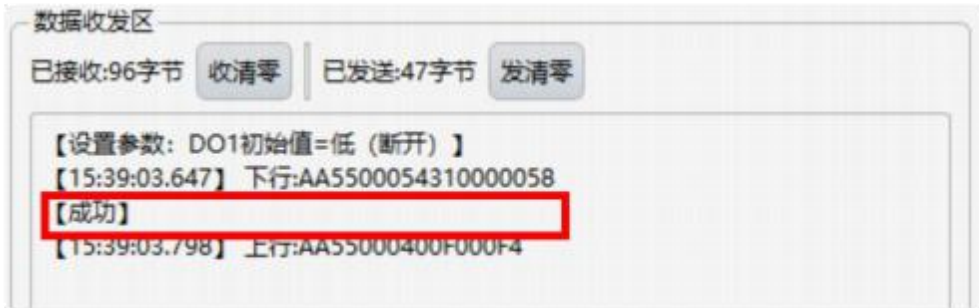 数据收发区
已接收:96字节 收清零 已发送:47字节 发清零
【设置参数：DO1初始值=低（断开）】
【15:39:03.647】 下行:AA5500054310000058
【成功】
【15:39:03.798】 上行:AA55000400F000F4